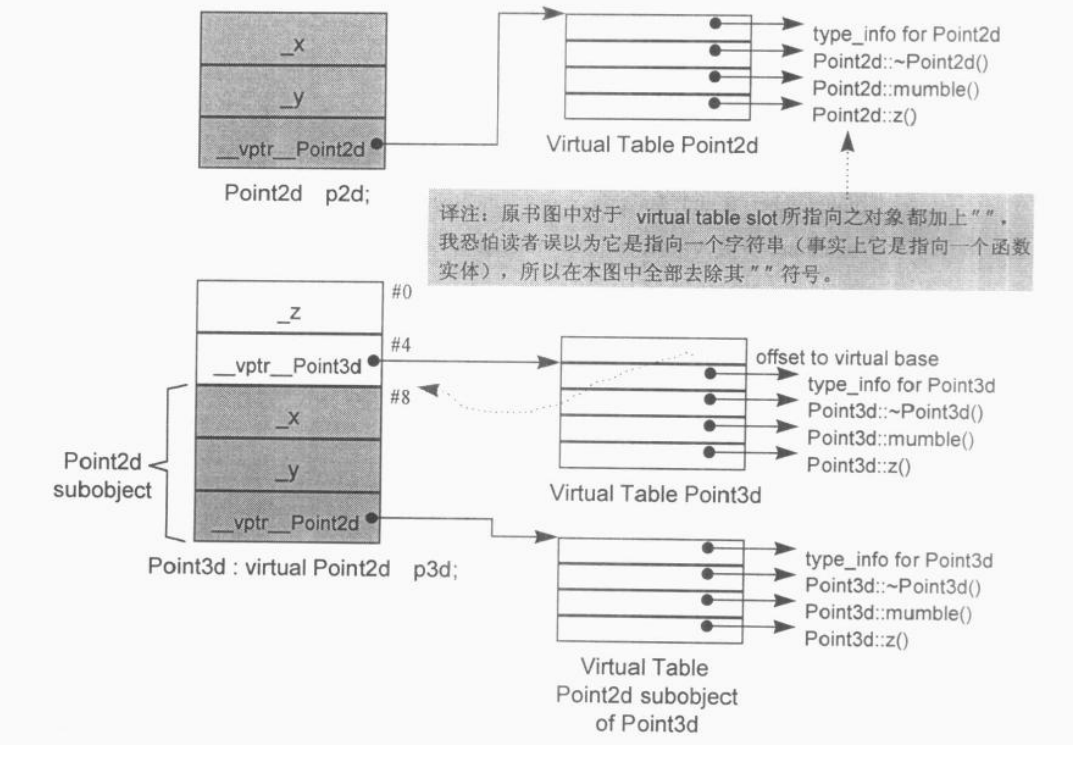 _x
_y
__vptr__Point2d
Point2d p2d;
type_info for Point2d
Point2d::~Point2d()
Point2d::mumble()
Point2d::z()
Virtual Table Point2d
译注：原书图中对于 virtual table slot 所指向之对象都加上″″，
我恐怕读者误以为它是指向一个字符串（事实上它是指向一个函数
实体），所以在本图中全部去除其″″符号。
#0
_z
#4
__vptr__Point3d
#8
_x
_y
__vptr__Point2d
Point2d
subobject
Point3d : virtual Point2d p3d;
offset to virtual base
type_info for Point3d
Point3d::~Point3d()
Point3d::mumble()
Point3d::z()
Virtual Table Point3d
type_info for Point3d
Point3d::~Point3d()
Point3d::mumble()
Point3d::z()
Virtual Table
Point2d subobject
of Point3d